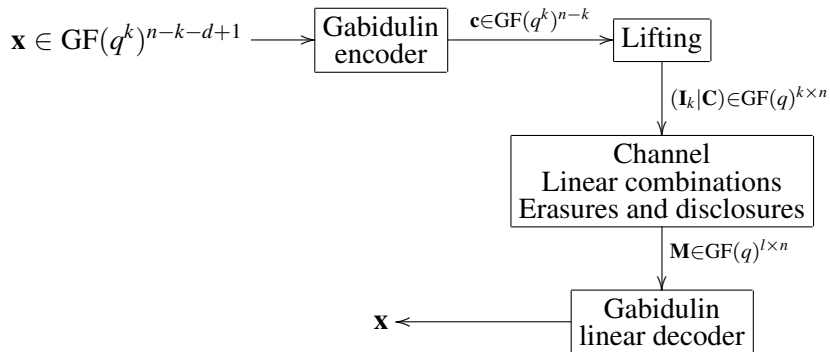 x ∈ GF(q^k)^{n−k−d+1}
Gabidulin
encoder
c∈GF(q^k)^{n−k}
Lifting
(I_k|C)∈GF(q)^{k×n}
Channel
Linear combinations
Erasures and disclosures
M∈GF(q)^{l×n}
x
Gabidulin
linear decoder